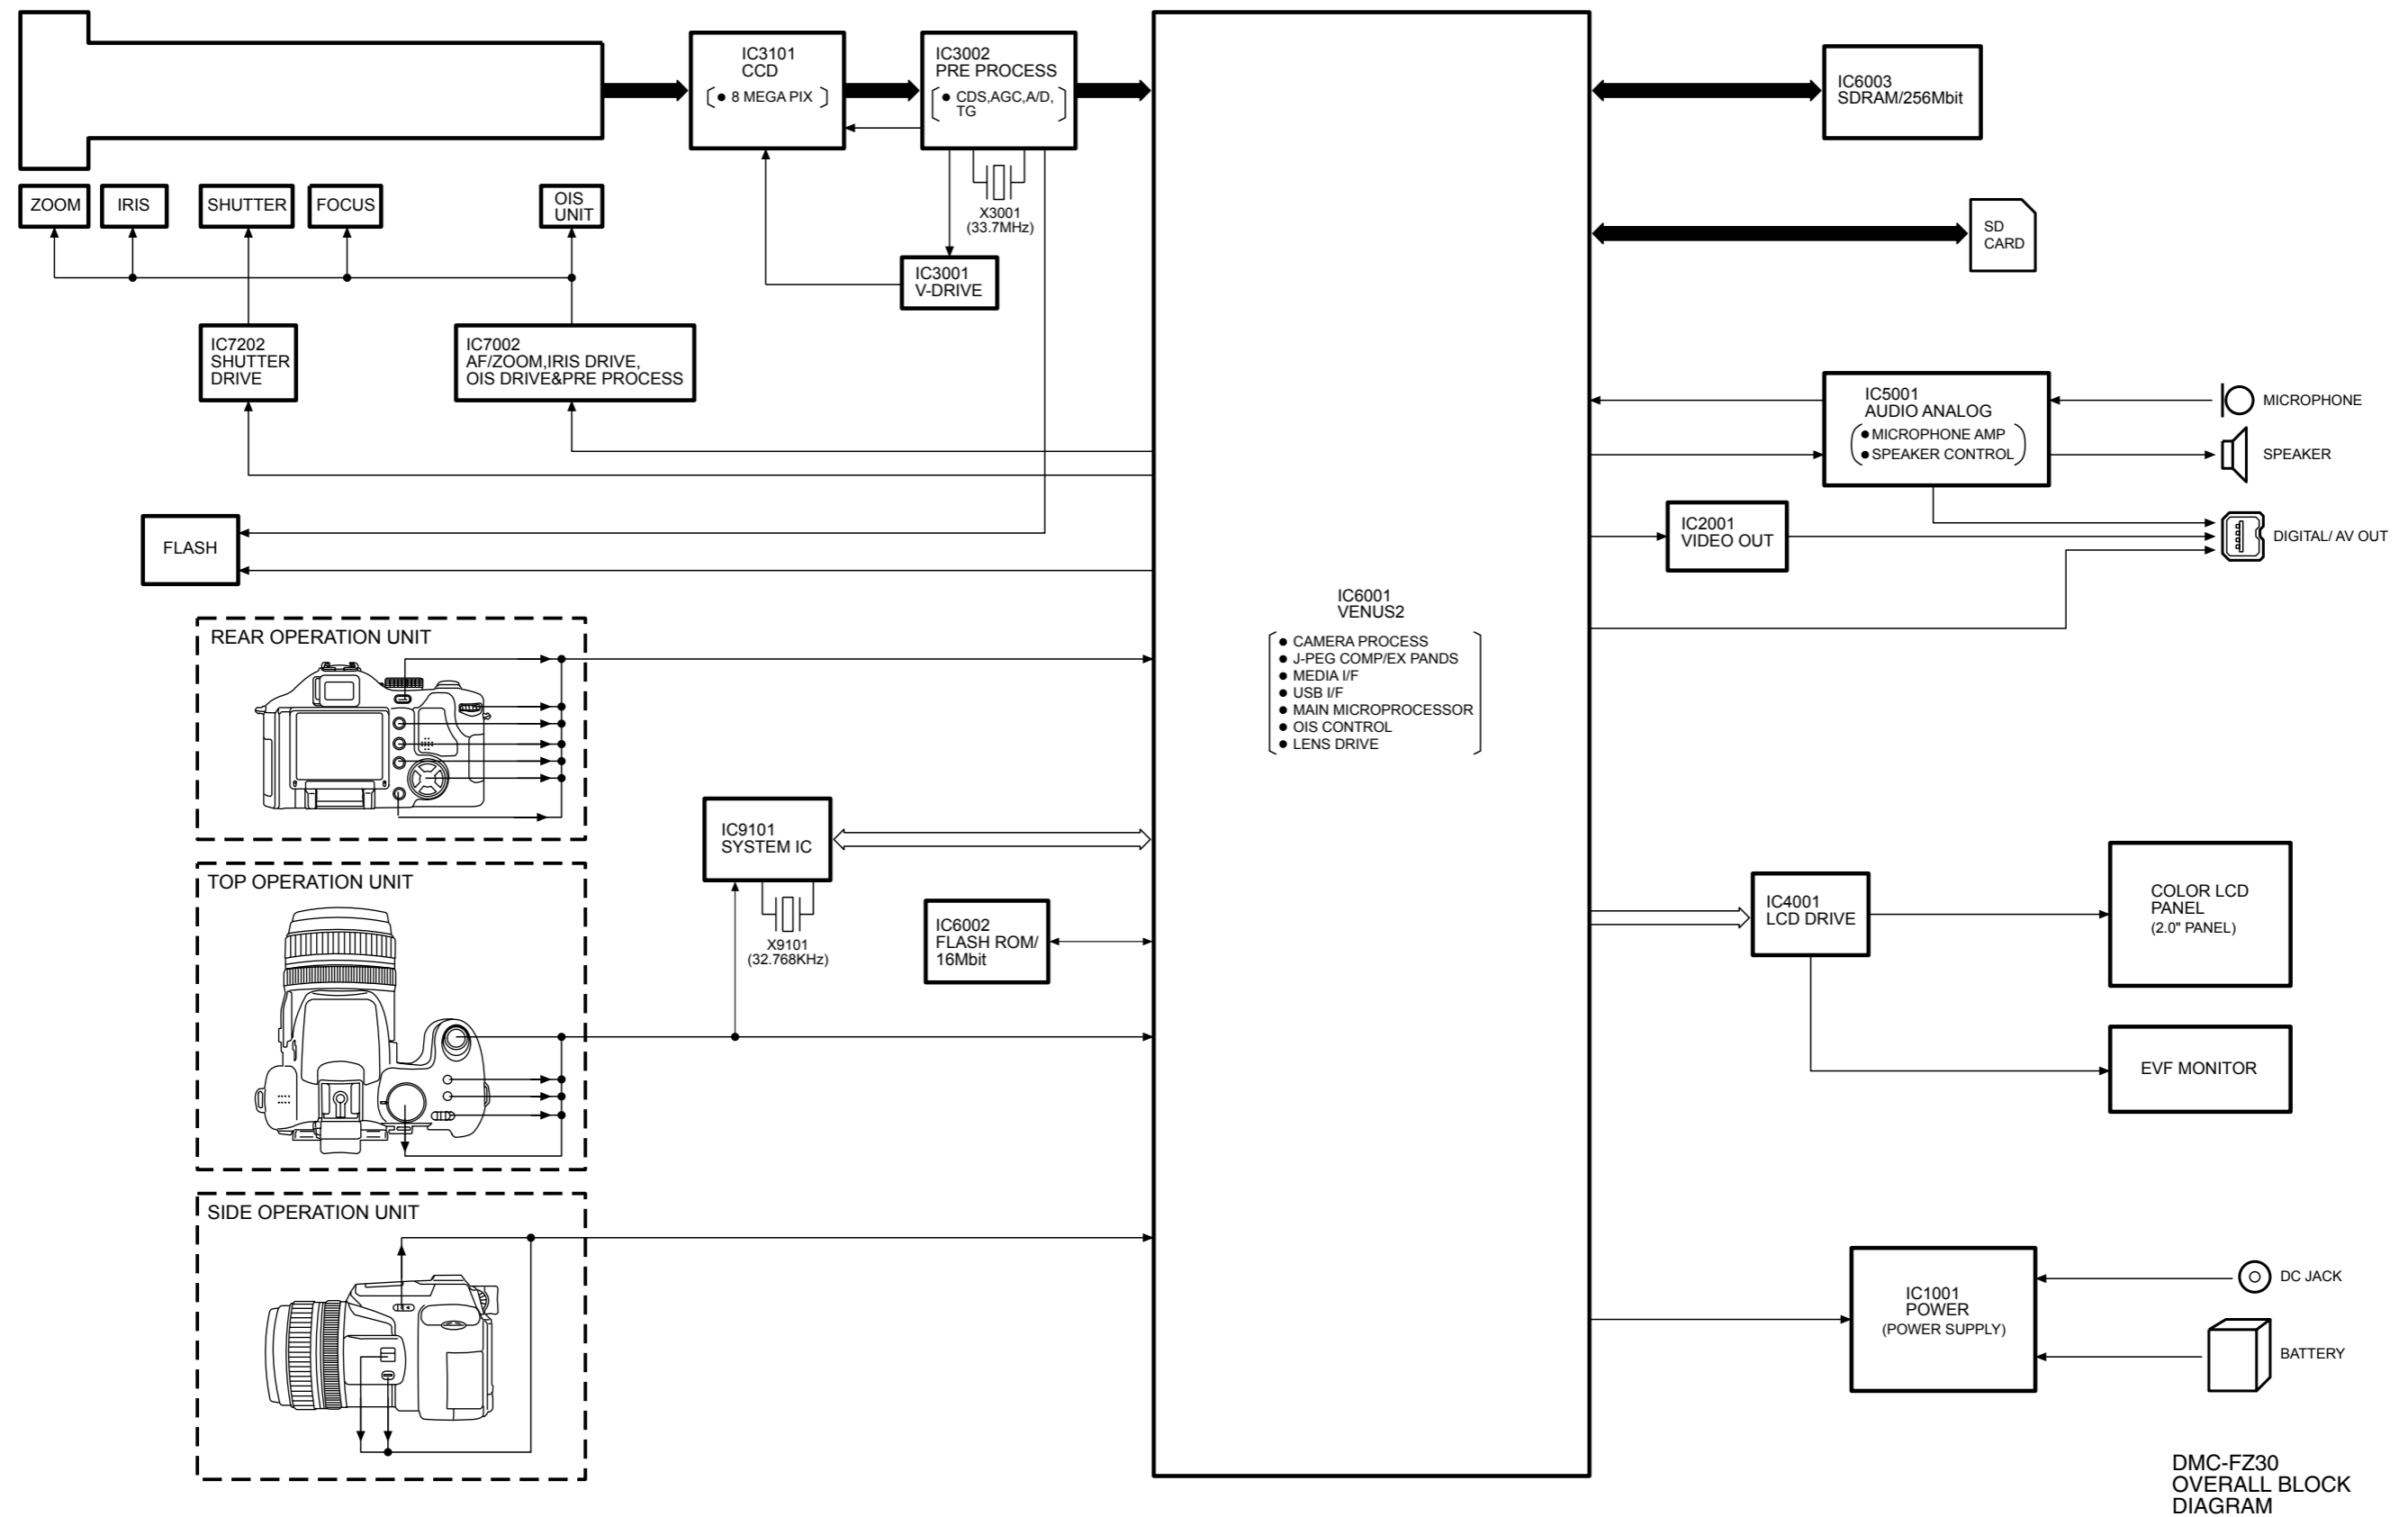 IC3101
CCD
● 8 MEGA PIX
IC3002
PRE PROCESS
● CDS,AGC,A/D,
TG
IC6003
SDRAM/256Mbit
ZOOM
IRIS
SHUTTER
FOCUS
OIS
UNIT
X3001
(33.7MHz)
SD
CARD
IC3001
V-DRIVE
IC7202
SHUTTER
DRIVE
IC7002
AF/ZOOM,IRIS DRIVE,
OIS DRIVE&PRE PROCESS
IC5001
AUDIO ANALOG
● MICROPHONE AMP
● SPEAKER CONTROL
MICROPHONE
SPEAKER
FLASH
IC2001
VIDEO OUT
DIGITAL/ AV OUT
IC6001
VENUS2
● CAMERA PROCESS
● J-PEG COMP/EX PANDS
● MEDIA I/F
● USB I/F
● MAIN MICROPROCESSOR
● OIS CONTROL
● LENS DRIVE
REAR OPERATION UNIT
IC9101
SYSTEM IC
X9101
(32.768KHz)
IC6002
FLASH ROM/
16Mbit
TOP OPERATION UNIT
IC4001
LCD DRIVE
COLOR LCD
PANEL
(2.0" PANEL)
EVF MONITOR
SIDE OPERATION UNIT
IC1001
POWER
(POWER SUPPLY)
DC JACK
BATTERY
DMC-FZ30
OVERALL BLOCK
DIAGRAM